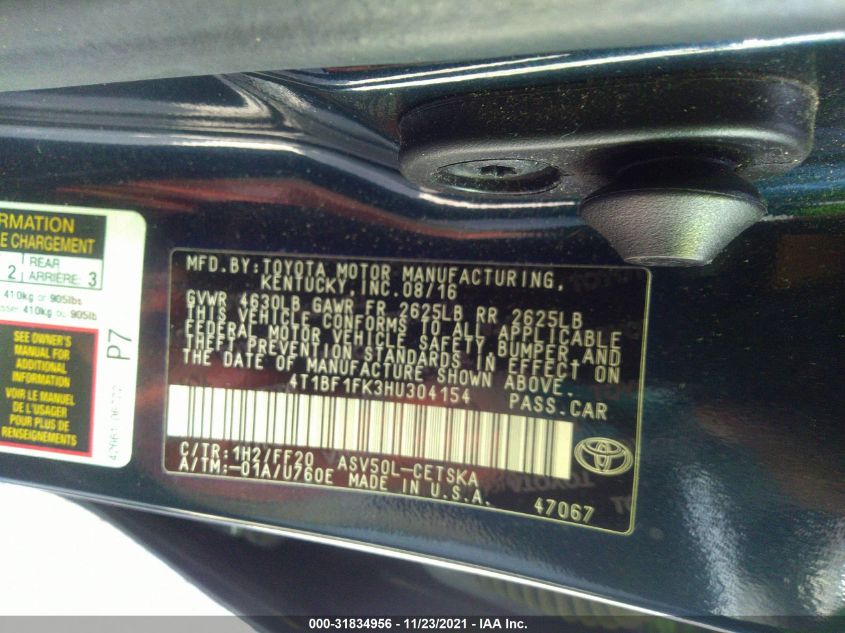 RMATION
E CHARGEMENT
2 REAR ARRIÈRE 3
410kg or 905lbs
asser 410kg ou 905lb
SEE OWNER'S
MANUAL FOR
ADDITIONAL
INFORMATION
VOIR LE MANUEL
DE L'USAGER
POUR PLUS DE
RENSEIGNEMENTS
P7
MFD.BY:TOYOTA MOTOR MANUFACTURING,
KENTUCKY,INC.08/16
GVWR 4630LB GAWR FR 2625LB RR 2625LB
THIS VEHICLE CONFORMS TO ALL APPLICABLE
FEDERAL MOTOR VEHICLE SAFETY BUMPER,AND
THEFT PREVENTION STANDARDS IN EFFECT ON
THE DATE OF MANUFACTURE SHOWN ABOVE.
4T1BF1FK3HU304154 PASS.CAR
C/TR:1H2/FF20 ASV50L-CETSKA
A/TM:-01A/U760E MADE IN U.S.A. 47067
000-31834956 - 11/23/2021 - IAA Inc.